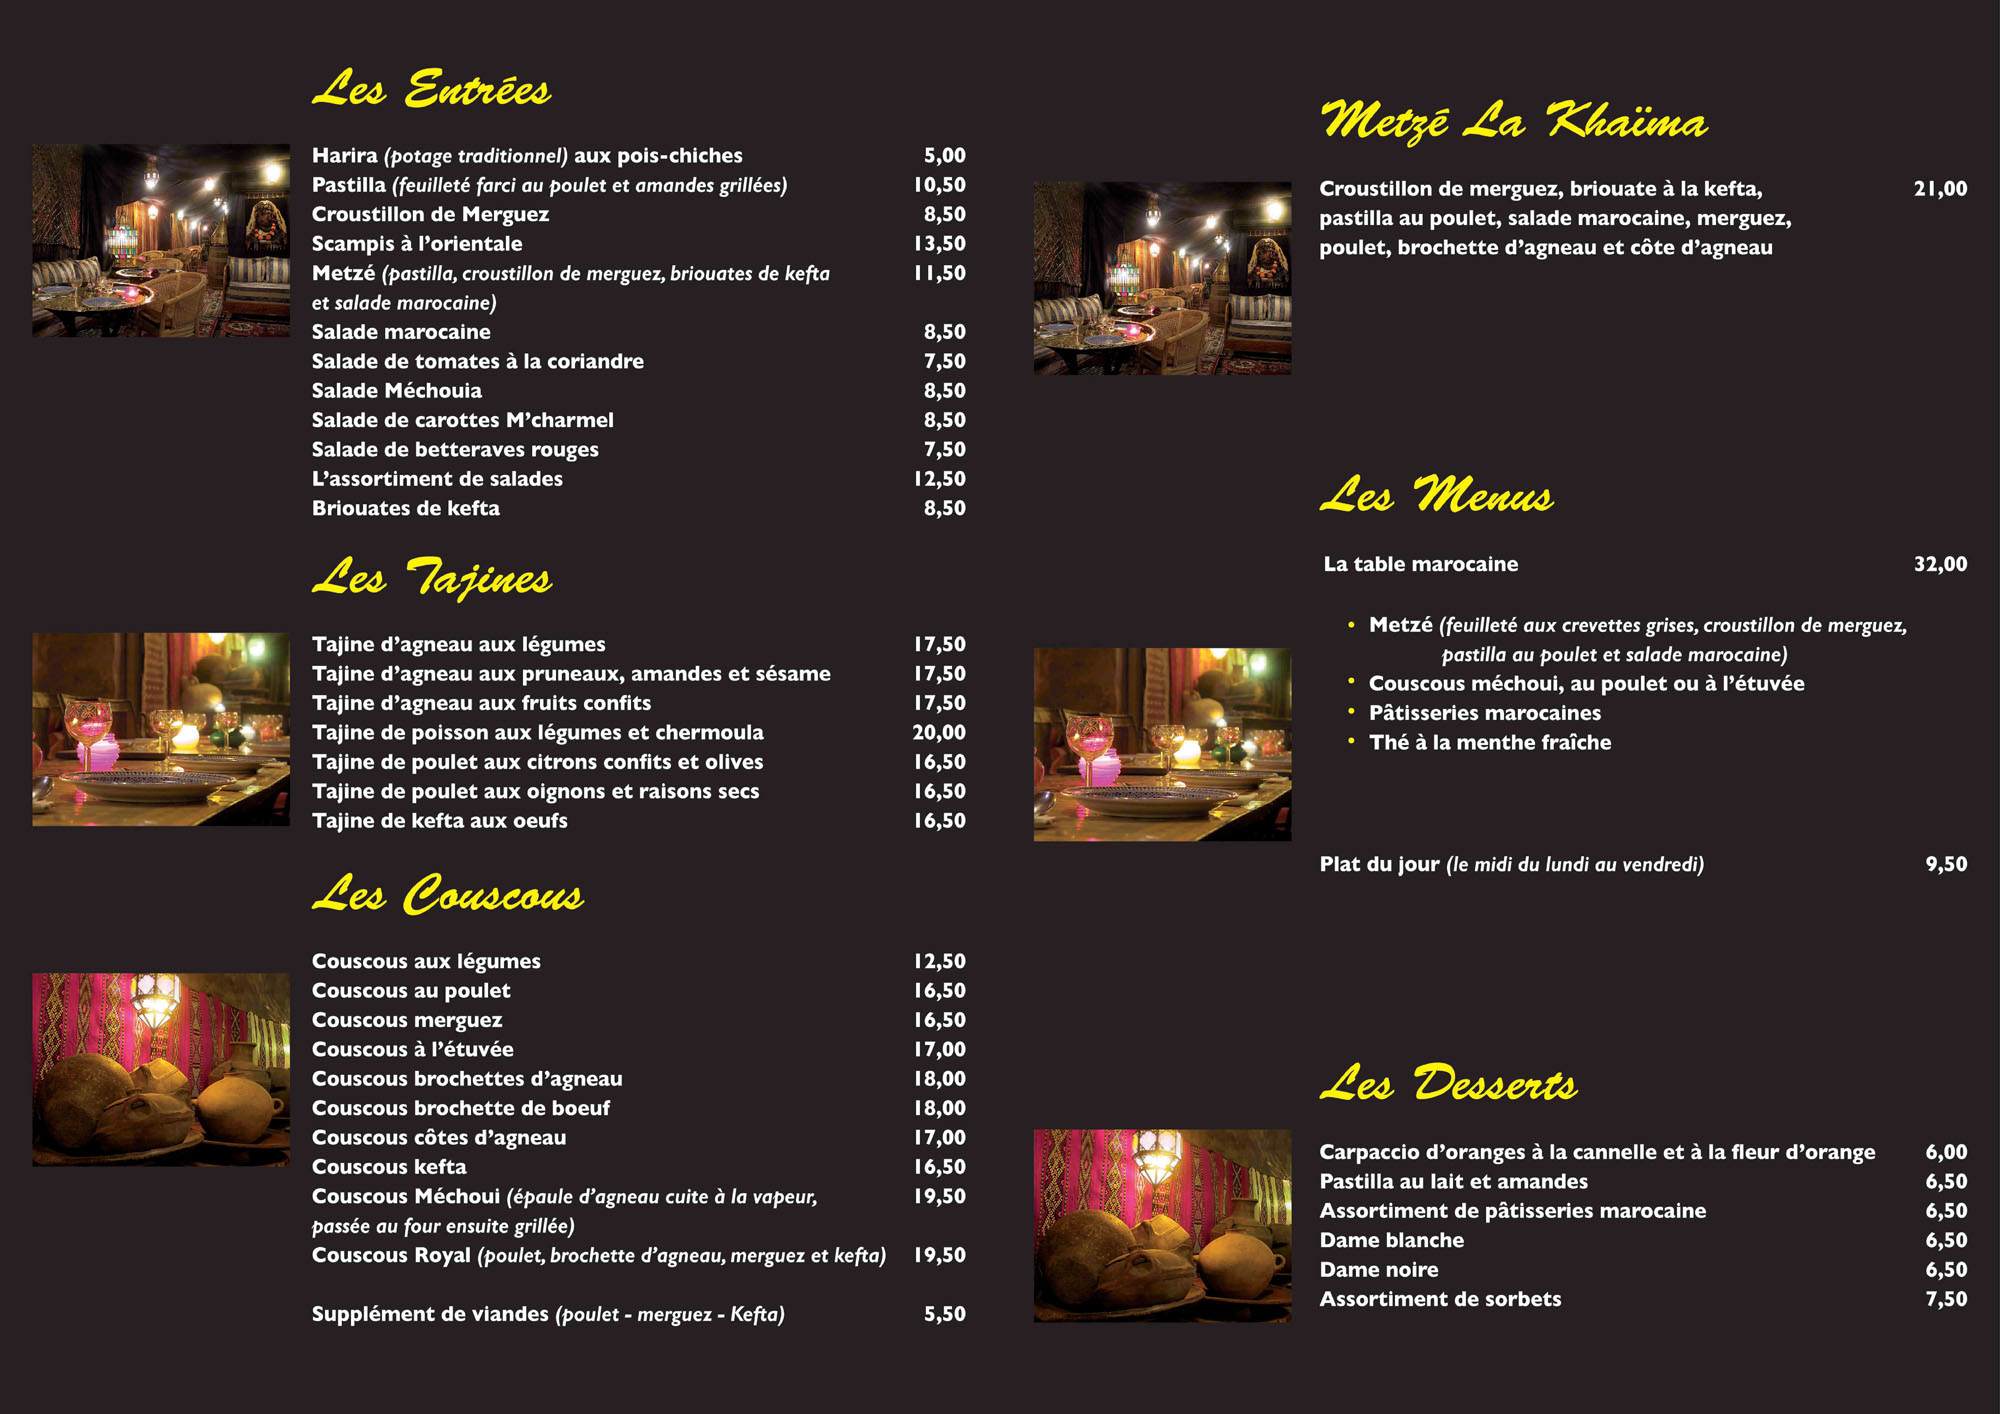 Les Entrées
Harira (potage traditionnel) aux pois-chiches 5,00
Pastilla (feuilleté farci au poulet et amandes grillées) 10,50
Croustillon de Merguez 8,50
Scampis à l’orientale 13,50
Metzé (pastilla, croustillon de merguez, briouates de kefta 11,50
et salade marocaine)
Salade marocaine 8,50
Salade de tomates à la coriandre 7,50
Salade Méchouia 8,50
Salade de carottes M’charmel 8,50
Salade de betteraves rouges 7,50
L’assortiment de salades 12,50
Briouates de kefta 8,50
Les Tajines
Tajine d’agneau aux légumes 17,50
Tajine d’agneau aux pruneaux, amandes et sésame 17,50
Tajine d’agneau aux fruits confits 17,50
Tajine de poisson aux légumes et chermoula 20,00
Tajine de poulet aux citrons confits et olives 16,50
Tajine de poulet aux oignons et raisons secs 16,50
Tajine de kefta aux oeufs 16,50
Les Couscous
Couscous aux légumes 12,50
Couscous au poulet 16,50
Couscous merguez 16,50
Couscous à l’étuvée 17,00
Couscous brochettes d’agneau 18,00
Couscous brochette de boeuf 18,00
Couscous côtes d’agneau 17,00
Couscous kefta 16,50
Couscous Méchoui (épaule d’agneau cuite à la vapeur, 19,50
passée au four ensuite grillée)
Couscous Royal (poulet, brochette d’agneau, merguez et kefta) 19,50
Supplément de viandes (poulet - merguez - Kefta) 5,50
Metzé La Khaïma
Croustillon de merguez, briouate à la kefta, 21,00
pastilla au poulet, salade marocaine, merguez,
poulet, brochette d’agneau et côte d’agneau
Les Menus
La table marocaine 32,00
• Metzé (feuilleté aux crevettes grises, croustillon de merguez,
pastilla au poulet et salade marocaine)
• Couscous méchoui, au poulet ou à l’étuvée
• Pâtisseries marocaines
• Thé à la menthe fraîche
Plat du jour (le midi du lundi au vendredi) 9,50
Les Desserts
Carpaccio d’oranges à la cannelle et à la fleur d’orange 6,00
Pastilla au lait et amandes 6,50
Assortiment de pâtisseries marocaine 6,50
Dame blanche 6,50
Dame noire 6,50
Assortiment de sorbets 7,50